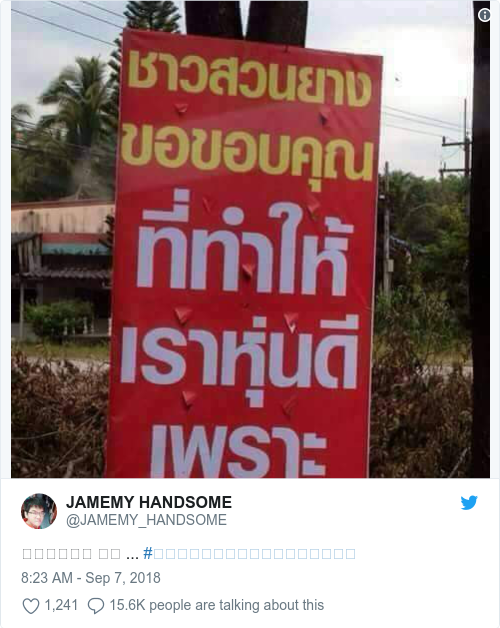 ชาวสวนยาง
ขอขอบคุณ
ที่ทำให้
เราหุ่นดี
เพราะ
JAMEMY HANDSOME
@JAMEMY_HANDSOME
... #
8:23 AM - Sep 7, 2018
1,241 15.6K people are talking about this